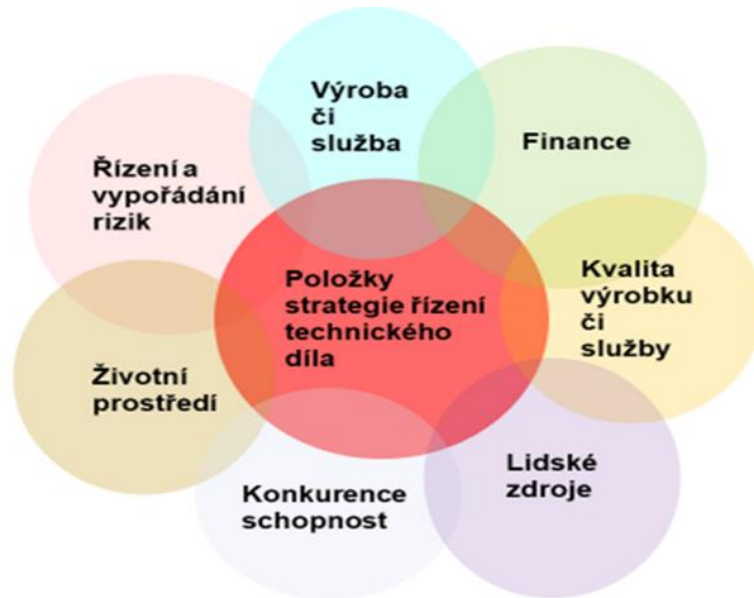 Výroba
či
služba
Finance
Řízení a
vypořádání
rizik
Položky
strategie řízení
technického
díla
Kvalita
výrobku
či
služby
Životní
prostředí
Lidské
zdroje
Konkurence
schopnost